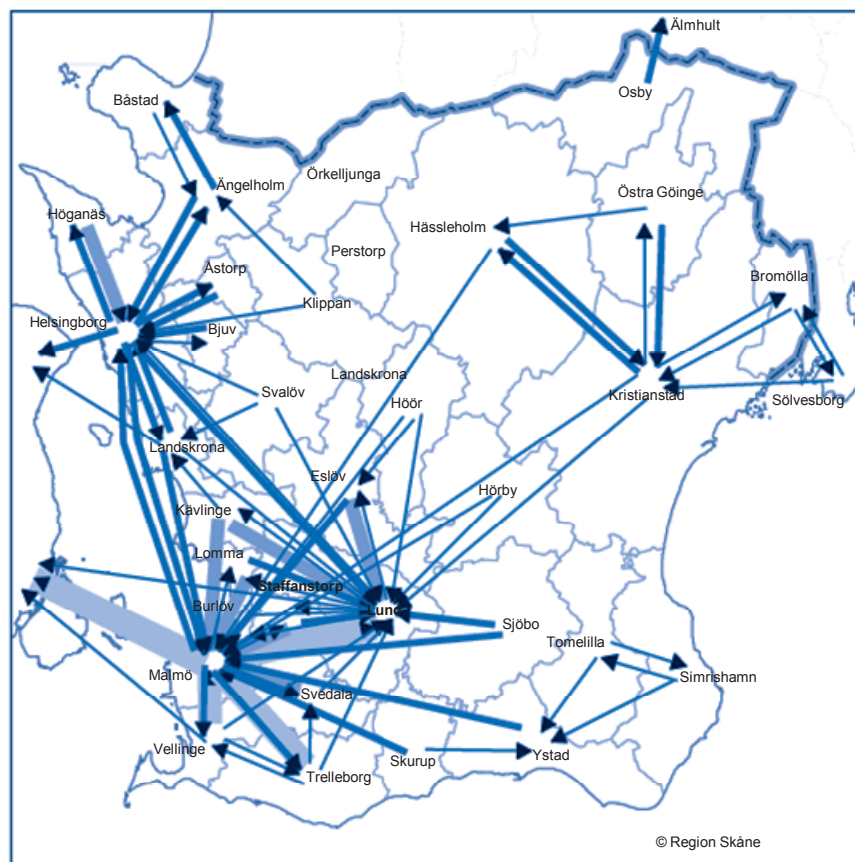 Älmhult
Osby
Båstad
Örkelljunga
Ängelholm
Östra Göinge
Höganäs
Hässleholm
Perstorp
Åstorp
Bromölla
Klippan
Helsingborg
Bjuv
Landskrona
Svalöv
Kristianstad
Sölvesborg
Höör
Landskrona
Eslöv
Hörby
Kävlinge
Lomma
Staffanstorp
Burlöv
Lund
Sjöbo
Tomelilla
Malmö
Simrishamn
Svedala
Vellinge
Skurup
Ystad
Trelleborg
© Region Skåne